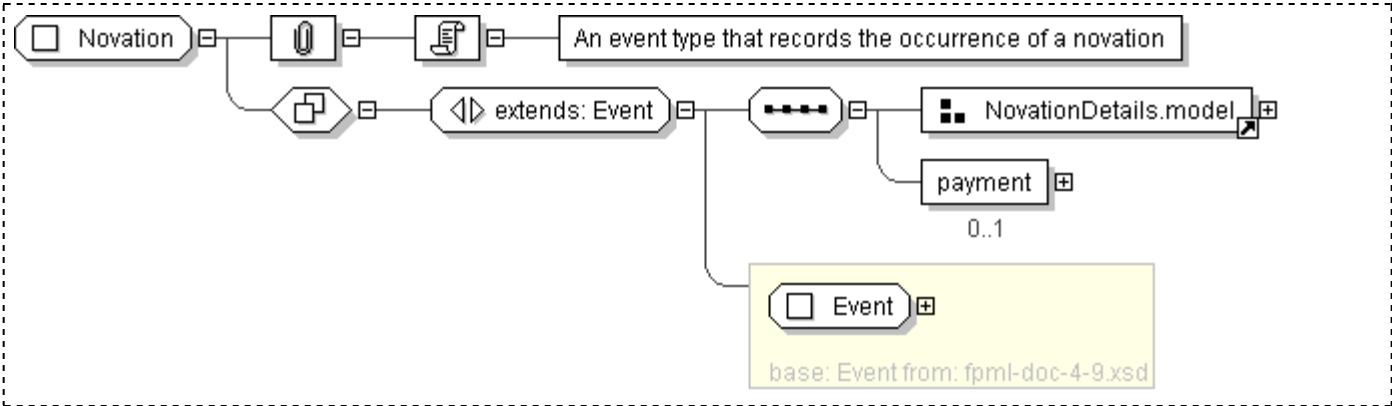 Novation
An event type that records the occurrence of a novation
extends: Event
NovationDetails.model
payment
0..1
Event
base: Event from: fpml-doc-4-9.xsd